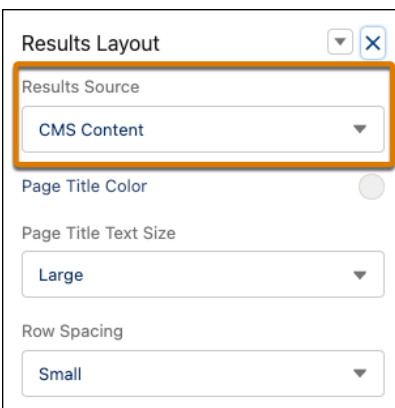 Results Layout
Results Source
CMS Content
Page Title Color
Page Title Text Size
Large
Row Spacing
Small